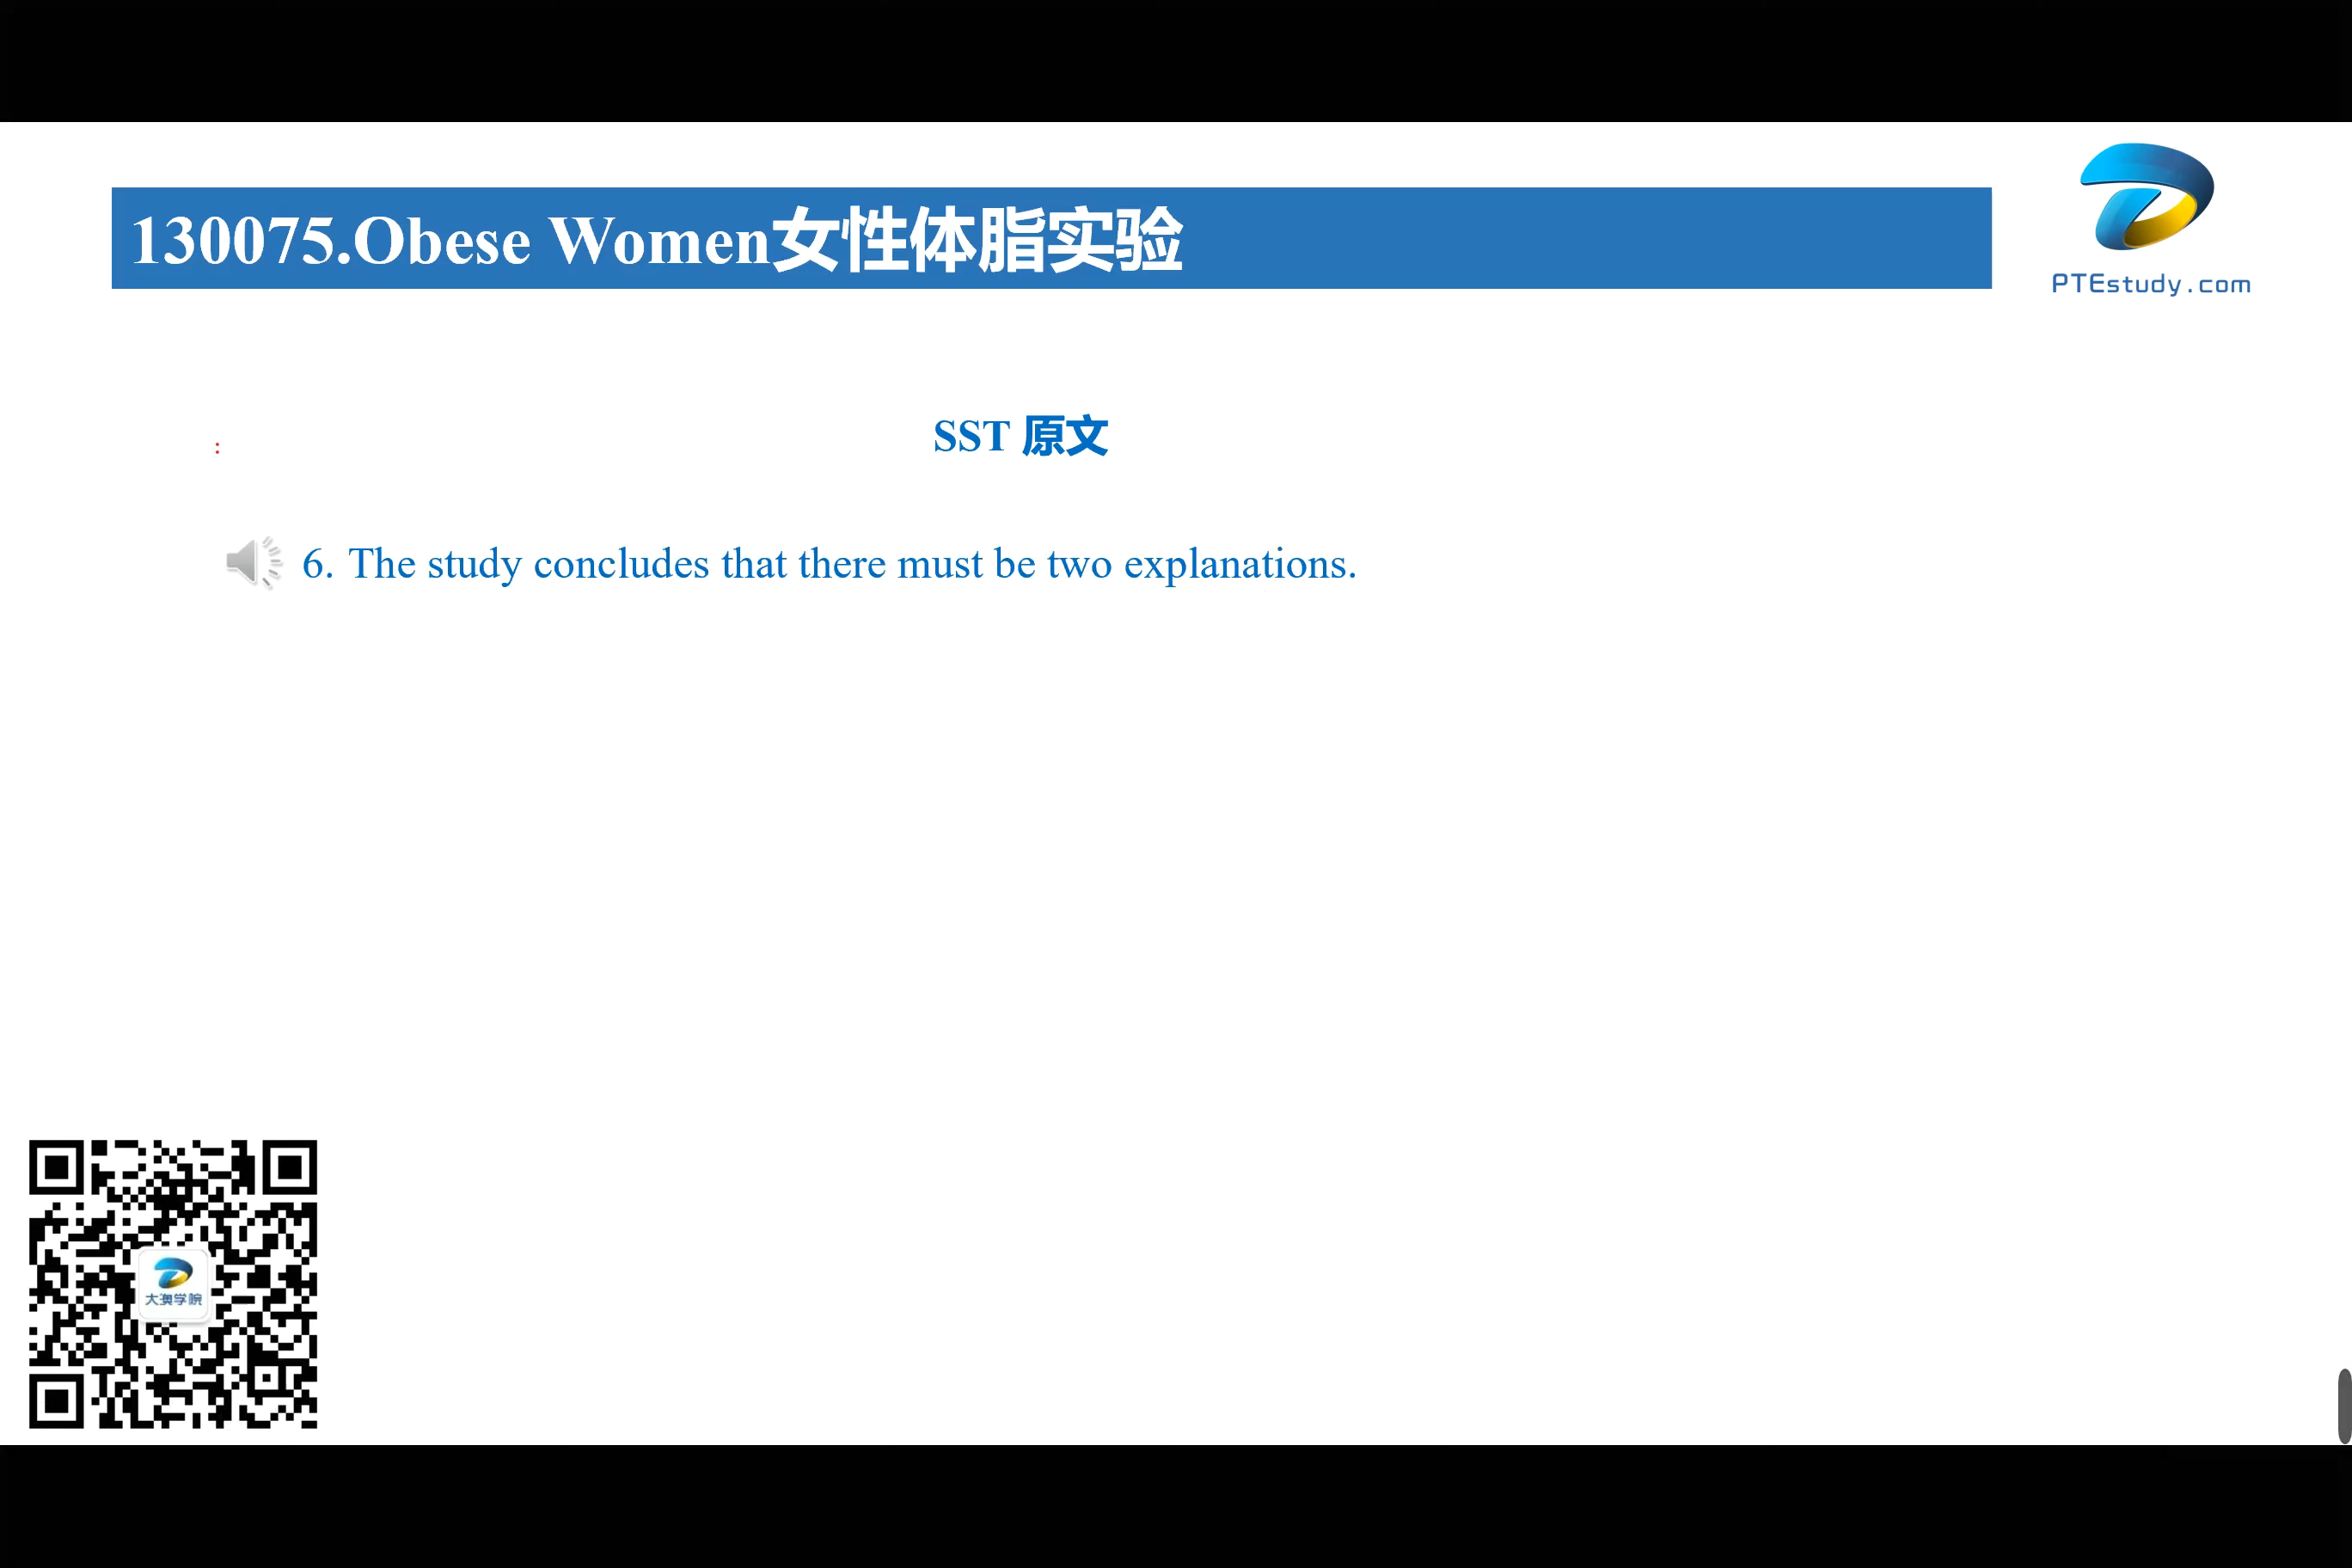 130075.Obese Women女性体脂实验
PTEstudy.com
SST 原文
:
6. The study concludes that there must be two explanations.
大澳学院